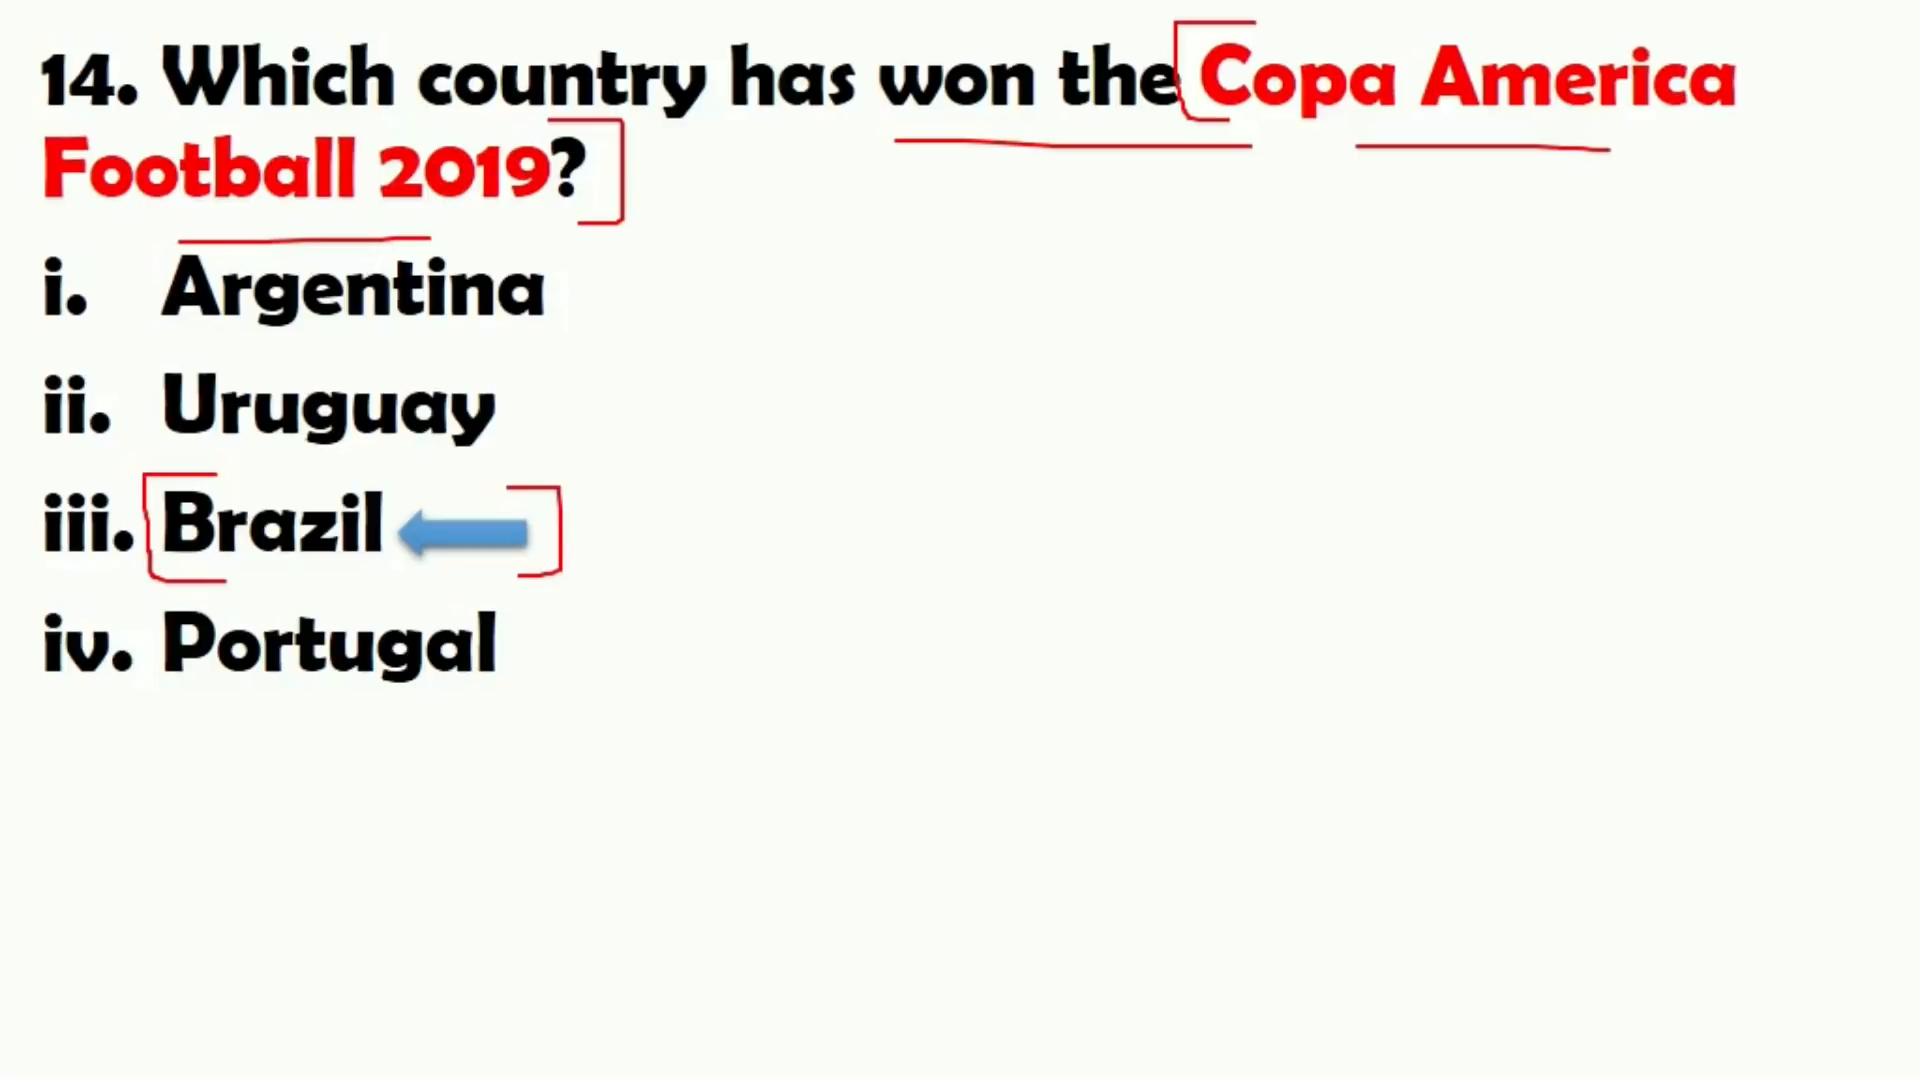 14. Which country has won the Copa America
Football 2019?
i. Argentina
ii. Uruguay
iii. Brazil
iv. Portugal